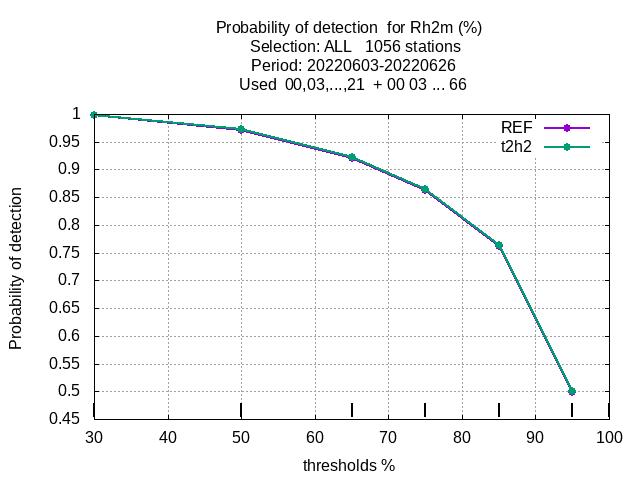 Probability of detection  for Rh2m (%)
Selection: ALL   1056 stations
Period: 20220603-20220626
Used  00,03,...,21  + 00 03 ... 66
REF
t2h2
1
0.95
0.9
0.85
0.8
0.75
0.7
0.65
0.6
0.55
0.5
0.45
Probability of detection
30 40 50 60 70 80 90 100
thresholds %